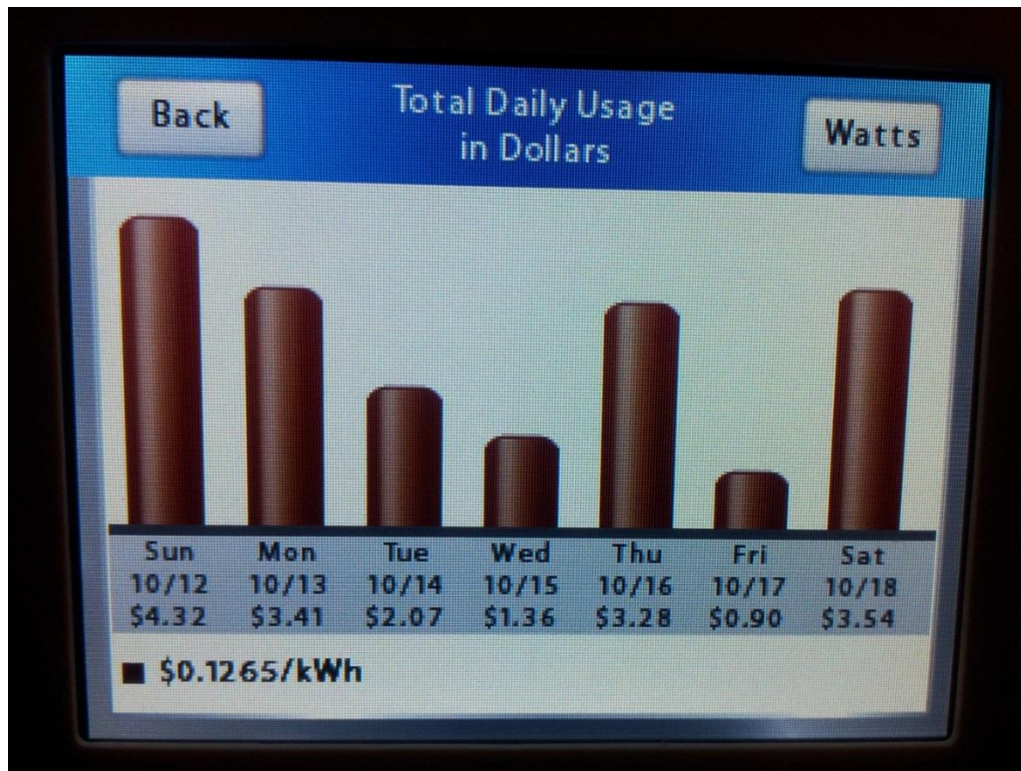 Back
Total Daily Usage
in Dollars
Watts
Sun Mon Tue Wed Thu Fri Sat
10/12 10/13 10/14 10/15 10/16 10/17 10/18
$4.32 $3.41 $2.07 $1.36 $3.28 $0.90 $3.54
$0.1265/kWh